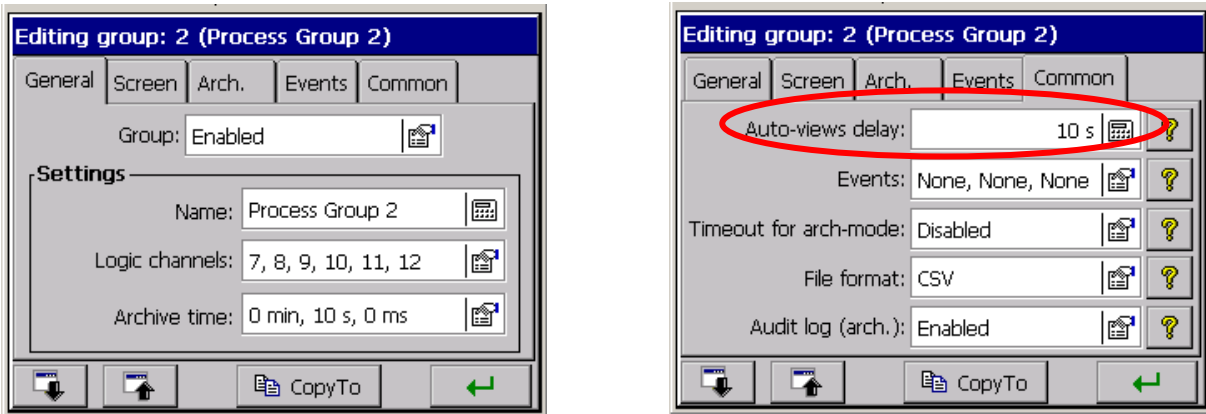 Editing group: 2 (Process Group 2)
General Screen Arch. Events Common
Group: Enabled
Settings
Name: Process Group 2
Logic channels: 7, 8, 9, 10, 11, 12
Archive time: 0 min, 10 s, 0 ms
CopyTo
Editing group: 2 (Process Group 2)
General Screen Arch. Events Common
Auto-views delay: 10 s ?
Events: None, None, None ?
Timeout for arch-mode: Disabled ?
File format: CSV ?
Audit log (arch.): Enabled ?
CopyTo